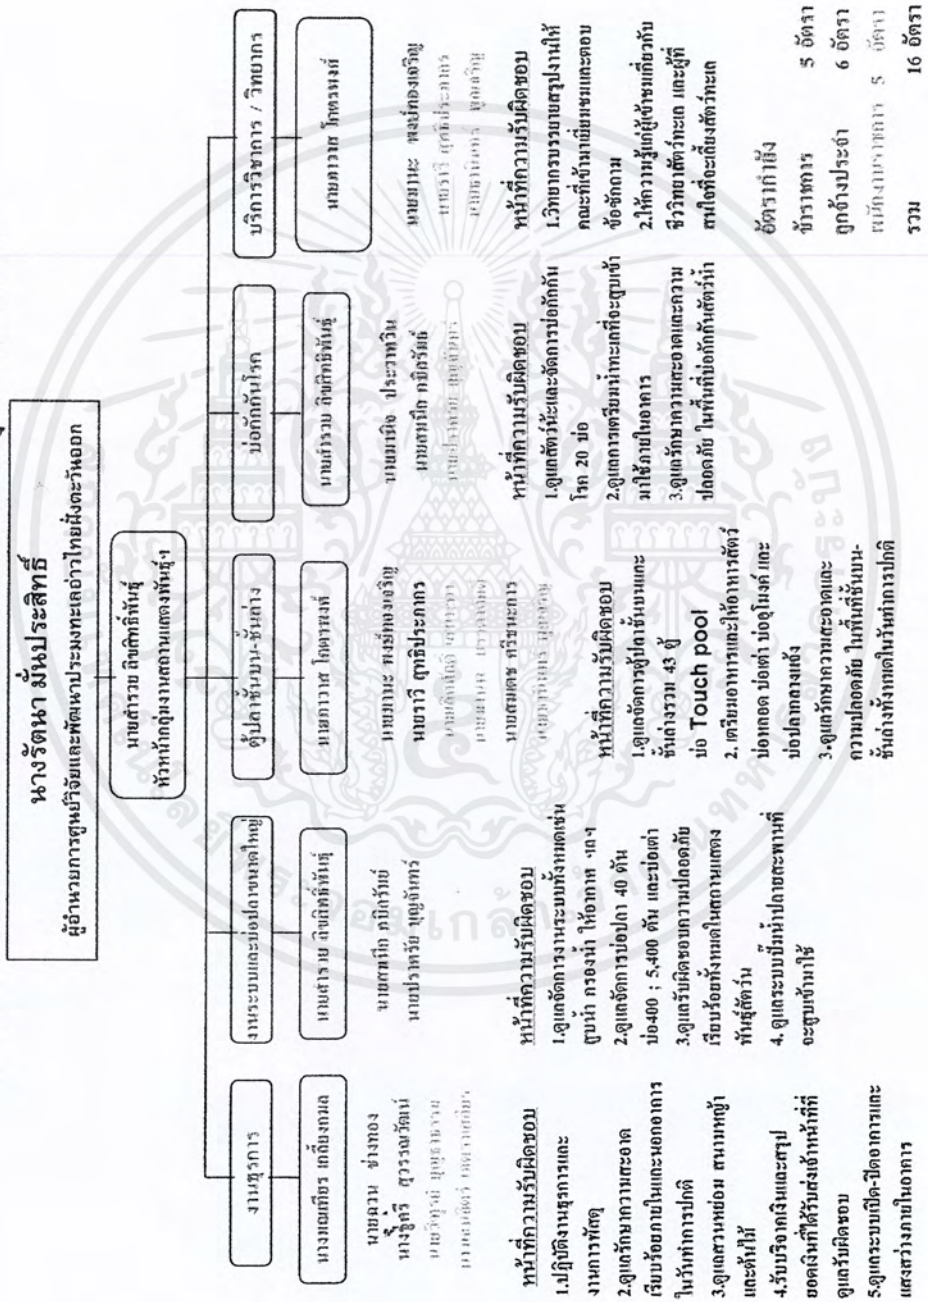 นางรัตนา มั่นประสิทธิ์
ผู้อำนวยการศูนย์วิจัยและพัฒนาประมงทะเลอ่าวไทยฝั่งตะวันออก
นายสำรวย ลิขสิทธิ์พันธุ์
หัวหน้ากลุ่มงานสถานแสดงพันธุ์ฯ
งานธุรการ
นางมณเฑียร เกลี้ยงกมล
นายถวน ช่างทอง
นางชูศรี สุวรรณวัฒน์
หน้าที่ความรับผิดชอบ
1.ปฏิบัติงานธุรการและ
งานการพัสดุ
2.ดูแลรักษาความสะอาด
เรียบร้อยภายในและนอกอาคาร
ในวันทำการปกติ
3.ดูแลสวนหย่อม สนามหญ้า
และต้นไม้
4.รับบริจาคเงินและสรุป
ยอดเงินที่ได้รับส่งเจ้าหน้าที่ที่
ดูแลรับผิดชอบ
5.ดูแลระบบเปิด-ปิดอาคารและ
แสงสว่างภายในอาคาร
งานระบบและบ่อปลาขนาดใหญ่
นายสำรวย ลิขสิทธิ์พันธุ์
นายสมนึก กบิกรัมย์
นายปราศรัย บุญจันทร์
หน้าที่ความรับผิดชอบ
1.ดูแลจัดการงานระบบทั้งหมดเช่น
สูบน้ำ กรองน้ำ ให้อากาศ ฯลฯ
2.ดูแลจัดการบ่อปลา 40 ตัน
บ่อ400 ; 5,400 ตัน และบ่อเต่า
3.ดูแลรับผิดชอบความปลอดภัย
เรียบร้อยทั้งหมดในสถานแสดง
พันธุ์สัตว์น้ำ
4. ดูแลระบบปั๊มน้ำปลายสะพานที่
จะสูบเข้ามาใช้
ตู้ปลาชั้นบน-ชั้นล่าง
นายภาวาส โคตรพงศ์
นายมานะ พงษ์ทองเจริญ
นายราวี สุทธิประภากร
นายสมเดช ศรีชนะการ
หน้าที่ความรับผิดชอบ
1.ดูแลจัดการตู้ปลาชั้นบนและ
ชั้นล่างรวม 43 ตู้
บ่อ Touch pool
2. เตรียมอาหารและให้อาหารสัตว์
บ่อหลอด บ่อเต่า บ่ออุโมงค์ และ
บ่อปลากลางแจ้ง
3.ดูแลรักษาความสะอาดและ
ความปลอดภัย ในพื้นที่ชั้นบน-
ชั้นล่างทั้งหมดในวันทำการปกติ
บ่อกักกันโรค
นายสำรวย ลิขสิทธิ์พันธุ์
นายมานิจ ประวาทวิน
นายสมนึก กบิกรัมย์
หน้าที่ความรับผิดชอบ
1.ดูแลสัตว์น้ำและจัดการบ่อกักกัน
โรค 20 บ่อ
2.ดูแลการเตรียมน้ำทะเลที่จะสูบเข้า
มาใช้ภายในอาคาร
3.ดูแลรักษาความสะอาดและความ
ปลอดภัย ในพื้นที่บ่อกักกันสัตว์น้ำ
บริการวิชาการ / วิทยากร
นายภาวาส โคตรพงศ์
นายมานะ พงษ์ทองเจริญ
นายราวี สุทธิประภากร
หน้าที่ความรับผิดชอบ
1.วิทยากรบรรยายสรุปงานให้
คณะที่เข้ามาเยี่ยมชมและตอบ
ข้อซักถาม
2.ให้ความรู้แก่ผู้เข้าชมเกี่ยวกับ
ชีววิทยาสัตว์ทะเล และผู้ที่
สนใจที่จะเลี้ยงสัตว์ทะเล
อัตรากำลัง
ข้าราชการ 5 อัตรา
ลูกจ้างประจำ 6 อัตรา
พนักงานราชการ 5 อัตรา
รวม 16 อัตรา